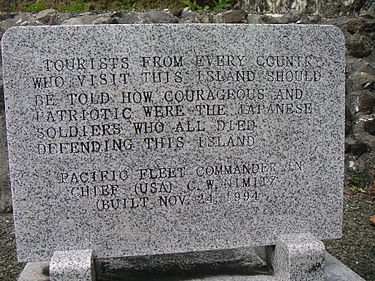 TOURISTS FROM EVERY COUNTRY
WHO VISIT THIS ISLAND SHOULD
BE TOLD HOW COURAGEOUS AND
PATRIOTIC WERE THE JAPANESE
SOLDIERS WHO ALL DIED
DEFENDING THIS ISLAND
PACIFIC FLEET COMMANDER IN
CHIEF (USA) C. W. NIMITZ
(BUILT NOV. 24, 1994)